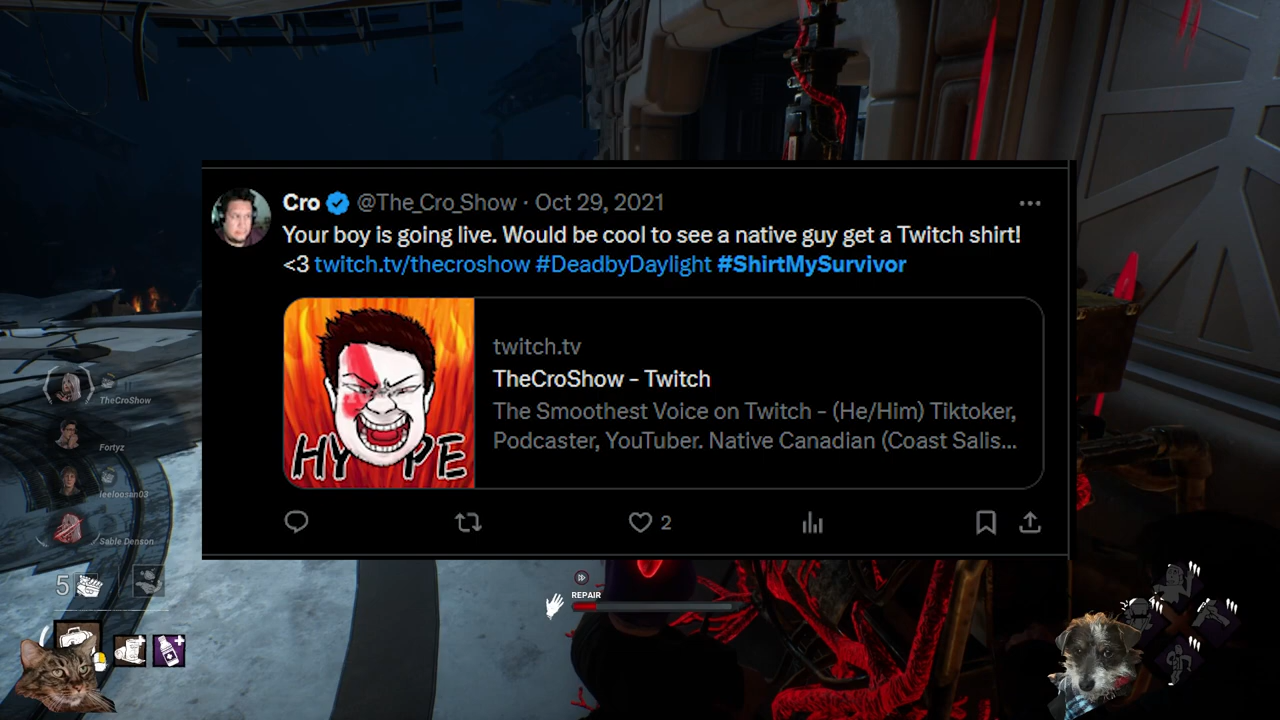 Cro @The_Cro_Show · Oct 29, 2021
Your boy is going live. Would be cool to see a native guy get a Twitch shirt!
<3 twitch.tv/thecroshow #DeadbyDaylight #ShirtMySurvivor
HYPE
twitch.tv
TheCroShow - Twitch
The Smoothest Voice on Twitch - (He/Him) Tiktoker,
Podcaster, YouTuber. Native Canadian (Coast Salis...
2
TheCroShow
Fortyz
leeloosan03
Sable Denson
5
REPAIR